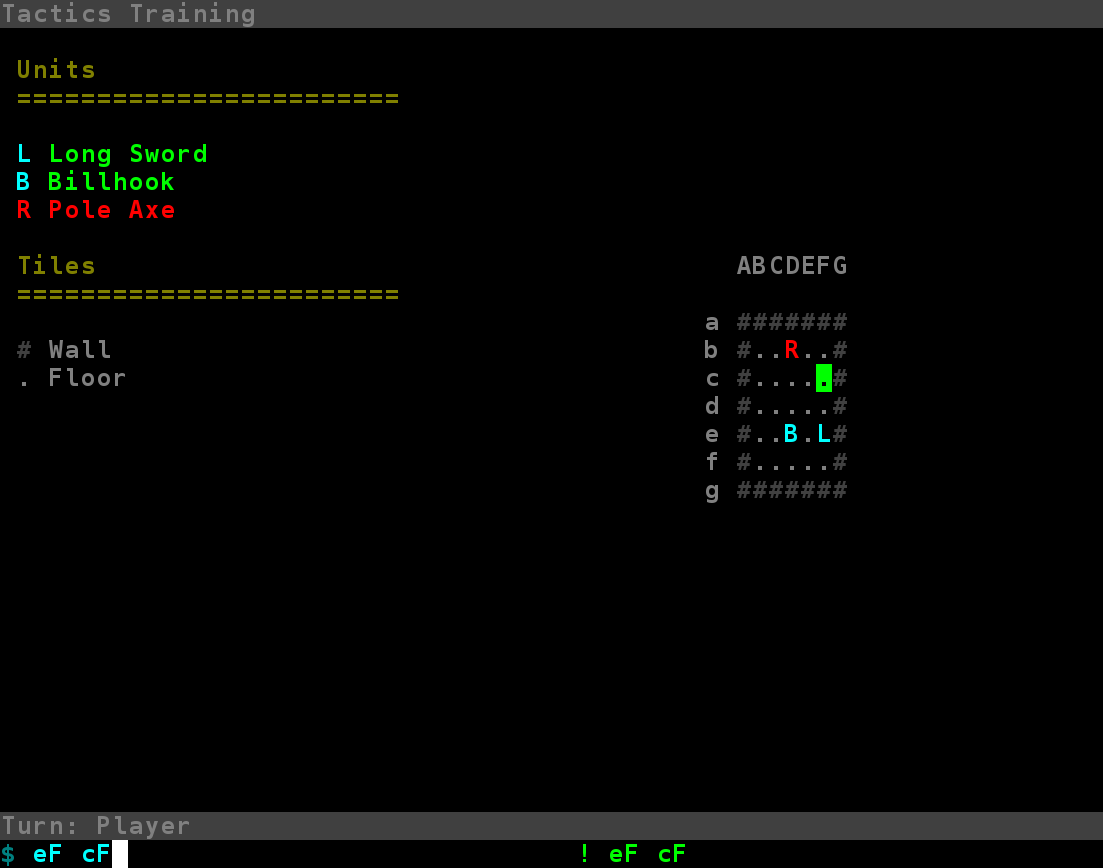 Tactics Training
Units
========================
L Long Sword
B Billhook
R Pole Axe
Tiles
========================
# Wall
. Floor
ABCDEFG
a #######
b #..R..#
c #.....#
d #.....#
e #..B.L#
f #.....#
g #######
Turn: Player
$ eF cF
! eF cF